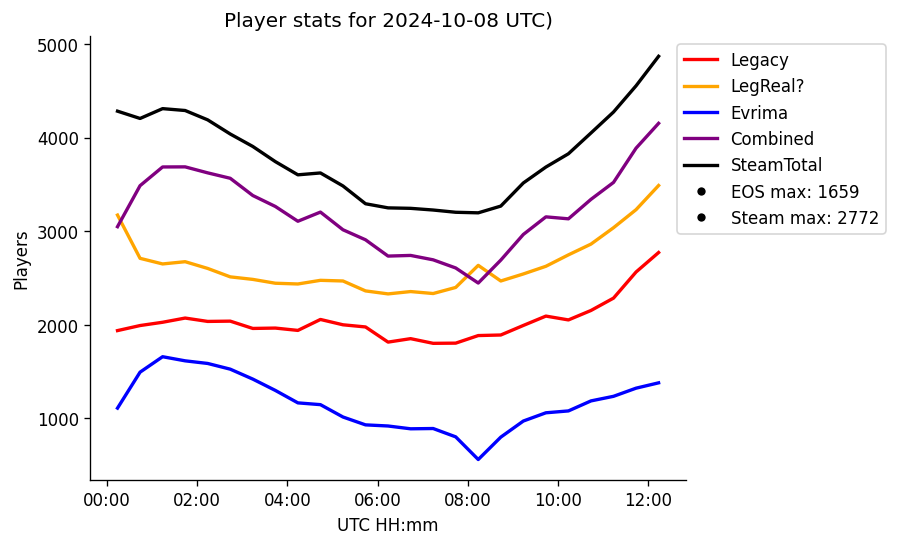 Player stats for 2024-10-08 UTC)
5000
4000
3000
2000
1000
Players
00:00
02:00
04:00
06:00
08:00
10:00
12:00
UTC HH:mm
Legacy
LegReal?
Evrima
Combined
SteamTotal
EOS max: 1659
Steam max: 2772